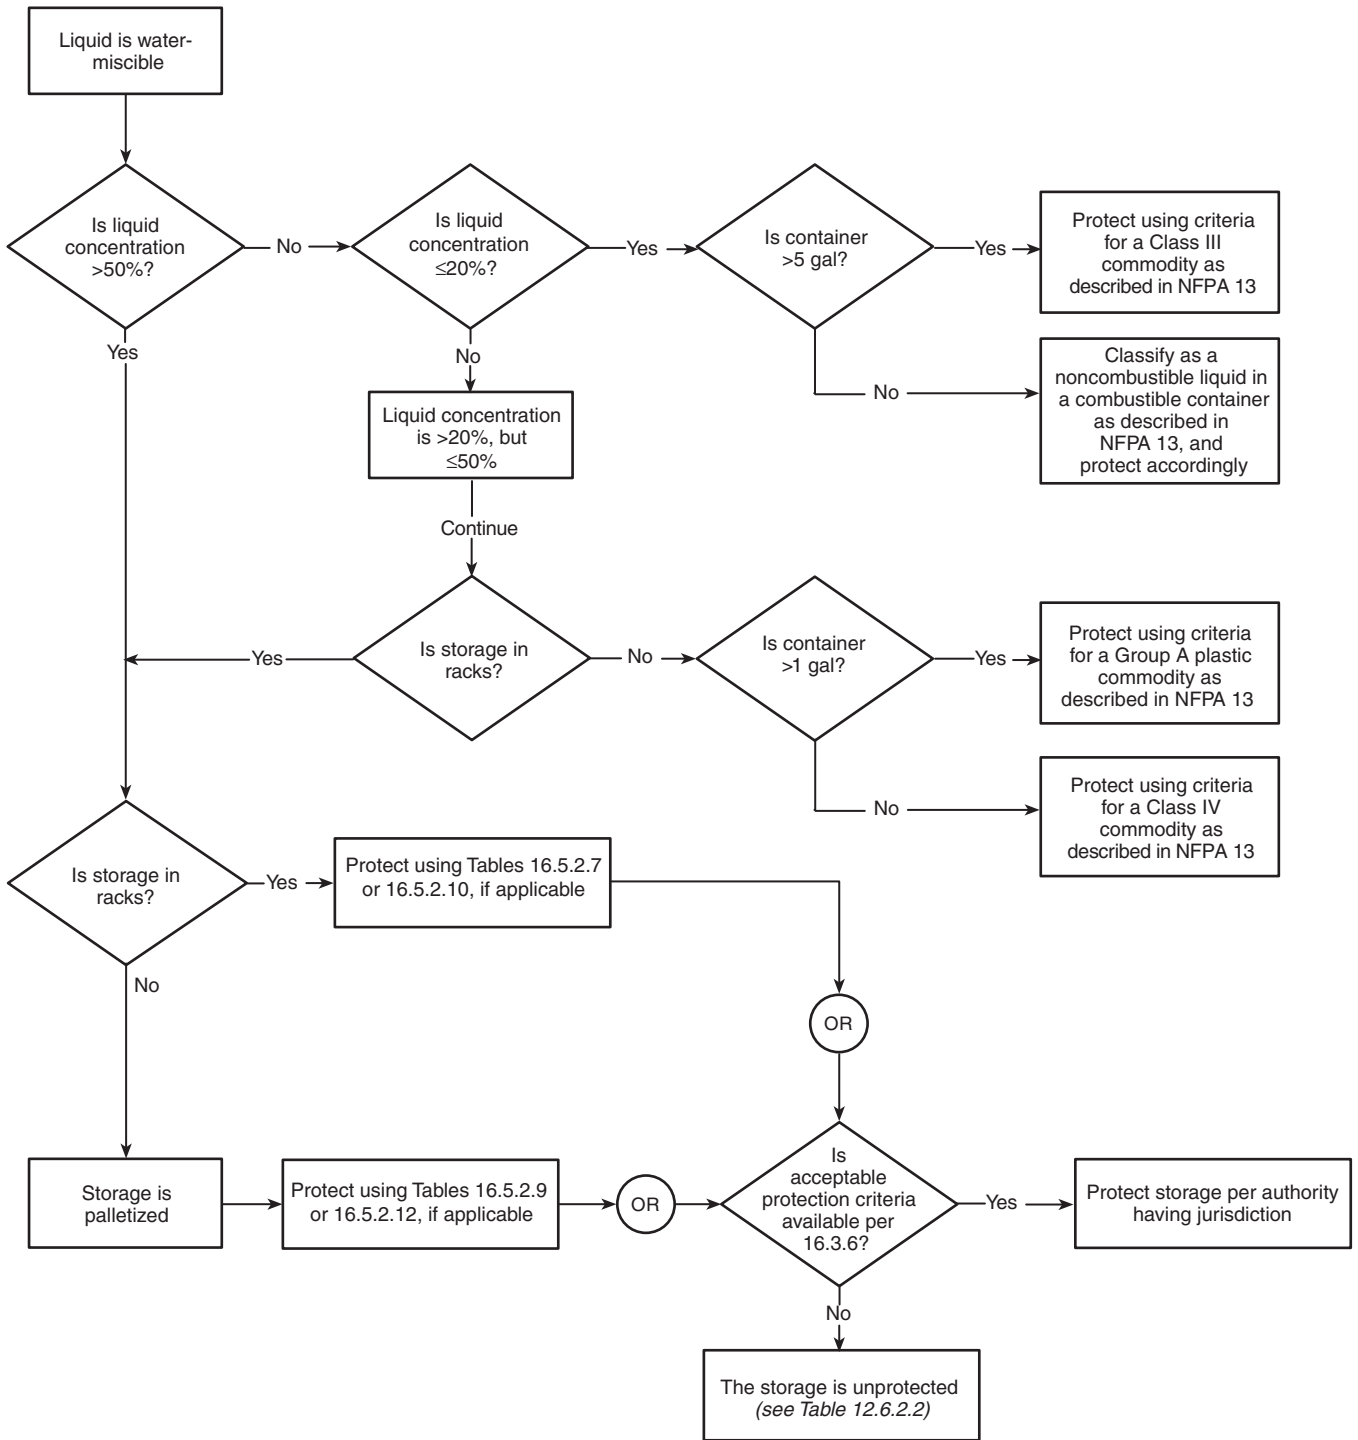 Liquid is water-
miscible
Is liquid
concentration
>50%?
No
Is liquid
concentration
≤20%?
Yes
Is container
>5 gal?
Yes
Protect using criteria
for a Class III
commodity as
described in NFPA 13
Yes
No
No
Classify as a
noncombustible liquid in
a combustible container
as described in
NFPA 13, and
protect accordingly
Liquid concentration
is >20%, but
≤50%
Continue
Yes
Is storage in
racks?
No
Is container
>1 gal?
Yes
Protect using criteria
for a Group A plastic
commodity as
described in NFPA 13
No
Protect using criteria
for a Class IV
commodity as
described in NFPA 13
Is storage in
racks?
Yes
Protect using Tables 16.5.2.7
or 16.5.2.10, if applicable
No
OR
Storage is
palletized
Protect using Tables 16.5.2.9
or 16.5.2.12, if applicable
OR
Is
acceptable
protection criteria
available per
16.3.6?
Yes
Protect storage per authority
having jurisdiction
No
The storage is unprotected
(see Table 12.6.2.2)